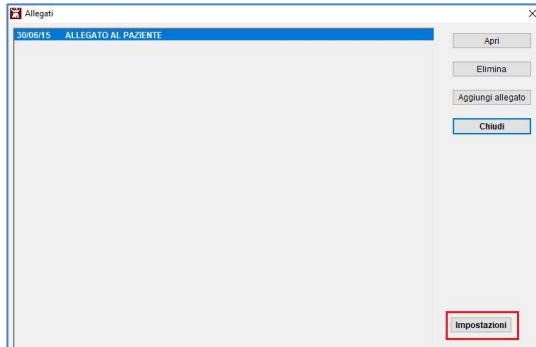 Allegati
30/06/15 ALLEGATO AL PAZIENTE
Apri
Elimina
Aggiungi allegato
Chiudi
Impostazioni